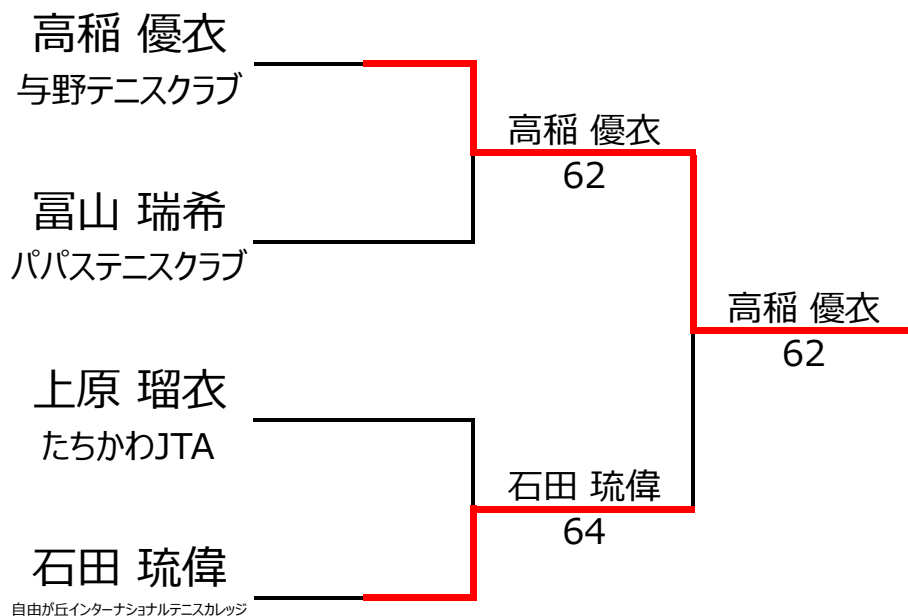 高稲 優衣
与野テニスクラブ
冨山 瑞希
パパステニスクラブ
上原 瑠衣
たちかわJTA
石田 琉偉
自由が丘インターナショナルテニスカレッジ
高稲 優衣
62
石田 琉偉
64
高稲 優衣
62